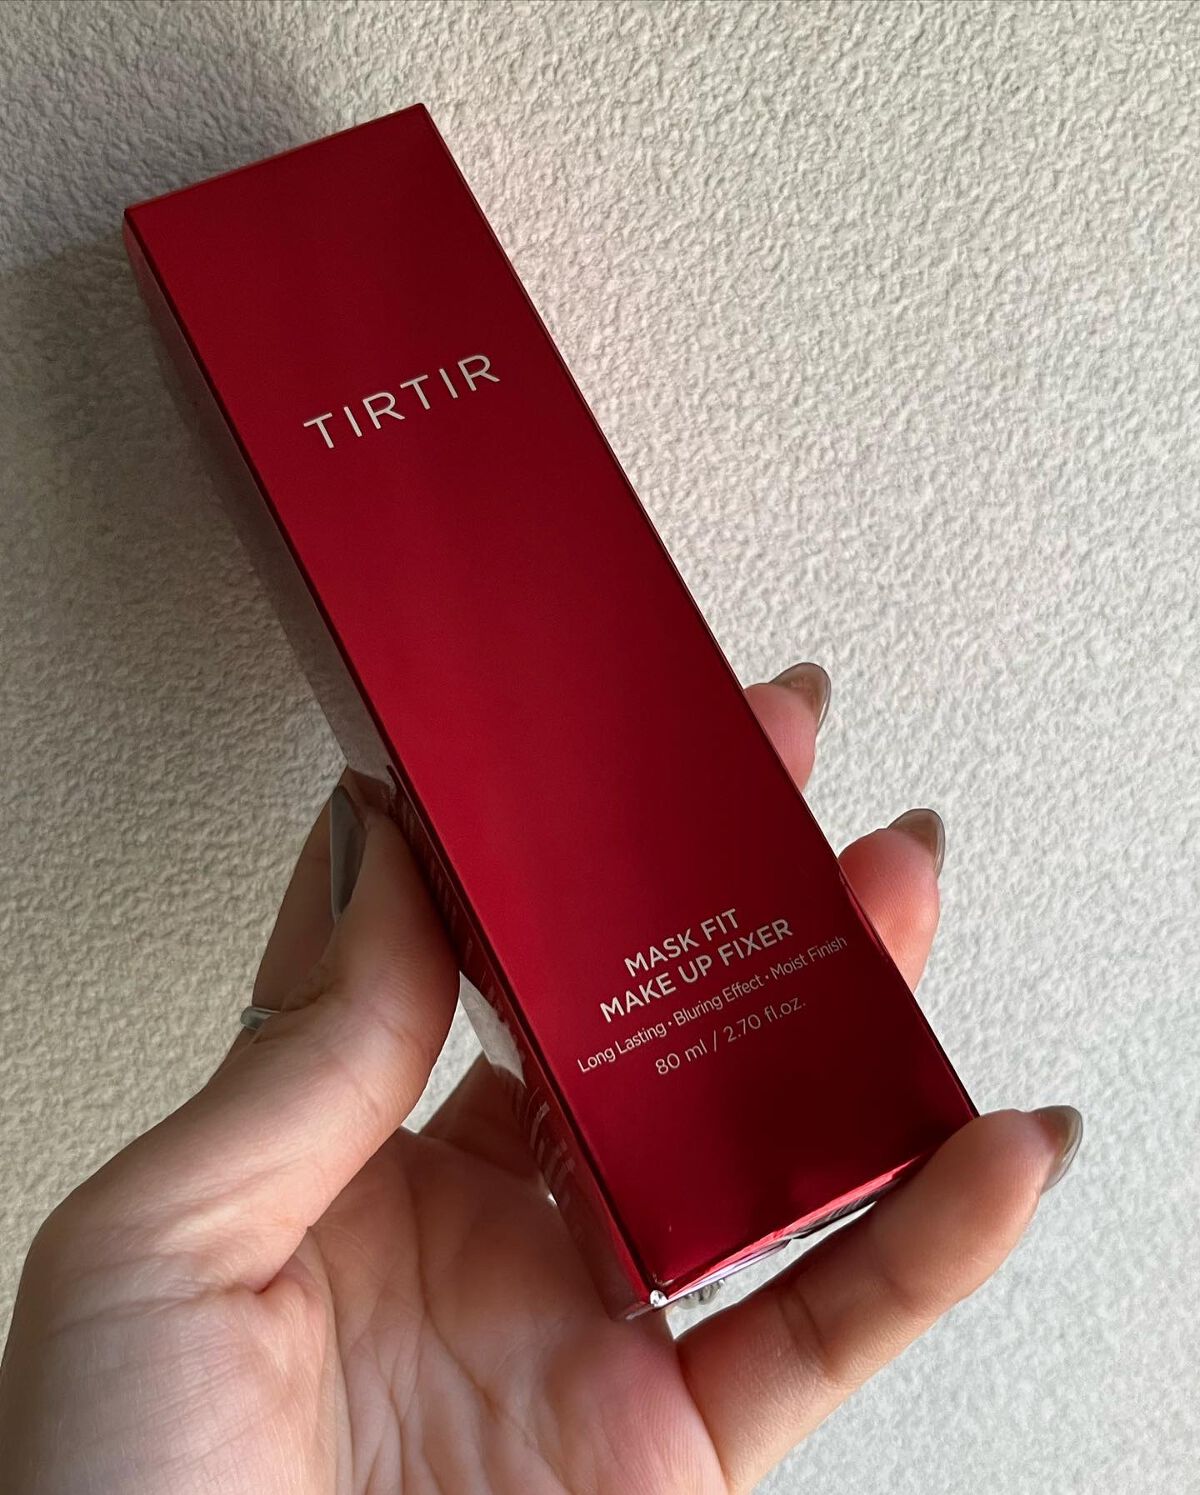 TIRTIR
MASK FIT
MAKE UP FIXER
Long Lasting • Bluring Effect • Moist Finish
80 ml / 2.70 fl.oz.